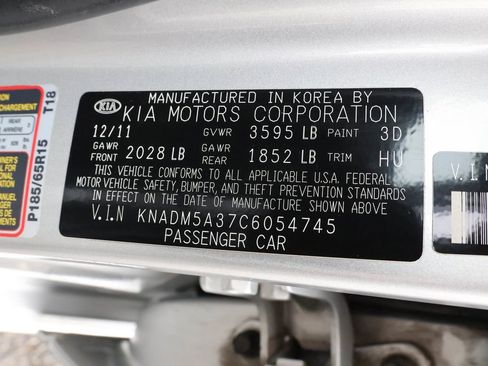 MANUFACTURED IN KOREA BY
KIA KIA MOTORS CORPORATION
12/11 GVWR 3595 LB PAINT 3D
GAWR FRONT 2028 LB GAWR REAR 1852 LB TRIM HU
THIS VEHICLE CONFORMS TO ALL APPLICABLE U.S.A. FEDERAL
MOTOR VEHICLE SAFETY, BUMPER, AND THEFT PREVENTION STANDARDS
IN EFFECT ON THE DATE OF MANUFACTURE SHOWN ABOVE
V.I.N KNADM5A37C6054745
PASSENGER CAR
P185/65R15 T18
V.I.N